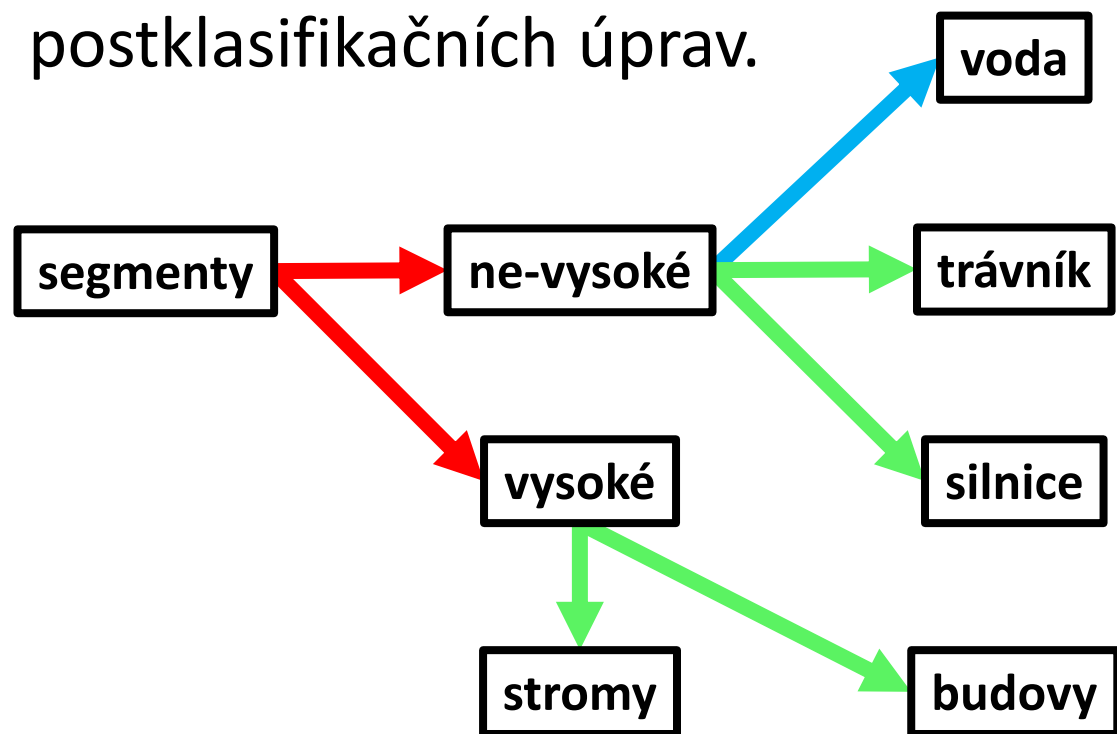 postklasifikačních úprav.
voda
segmenty
ne-vysoké
trávník
vysoké
silnice
stromy
budovy